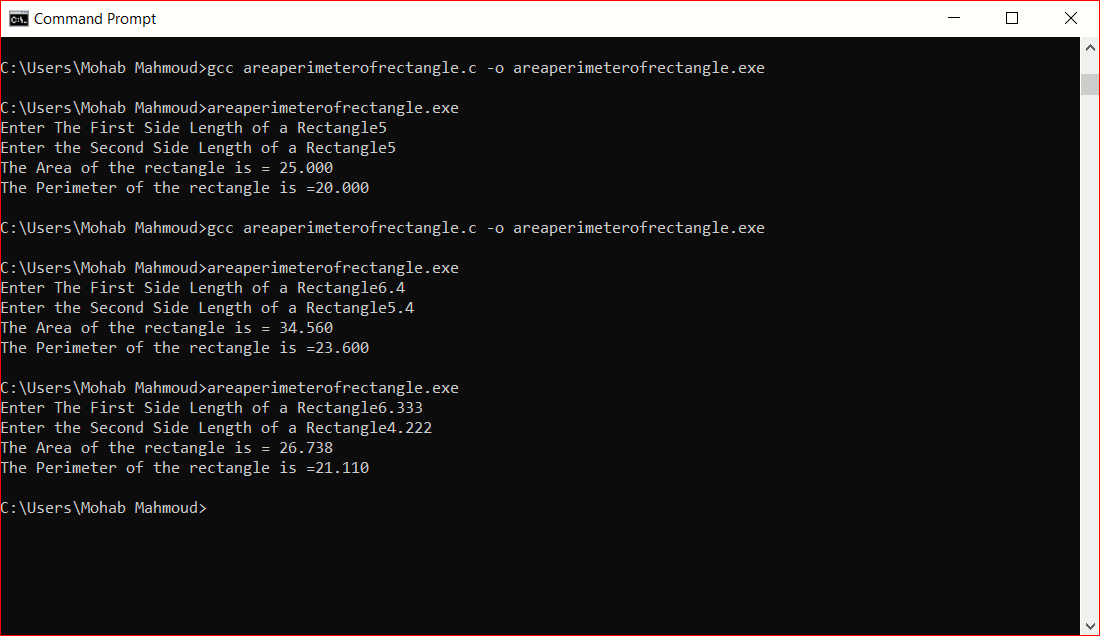 Command Prompt
C:\Users\Mohab Mahmoud>gcc areaperimeterofrectangle.c -o areaperimeterofrectangle.exe
C:\Users\Mohab Mahmoud>areaperimeterofrectangle.exe
Enter The First Side Length of a Rectangle5
Enter the Second Side Length of a Rectangle5
The Area of the rectangle is = 25.000
The Perimeter of the rectangle is =20.000
C:\Users\Mohab Mahmoud>gcc areaperimeterofrectangle.c -o areaperimeterofrectangle.exe
C:\Users\Mohab Mahmoud>areaperimeterofrectangle.exe
Enter The First Side Length of a Rectangle6.4
Enter the Second Side Length of a Rectangle5.4
The Area of the rectangle is = 34.560
The Perimeter of the rectangle is =23.600
C:\Users\Mohab Mahmoud>areaperimeterofrectangle.exe
Enter The First Side Length of a Rectangle6.333
Enter the Second Side Length of a Rectangle4.222
The Area of the rectangle is = 26.738
The Perimeter of the rectangle is =21.110
C:\Users\Mohab Mahmoud>